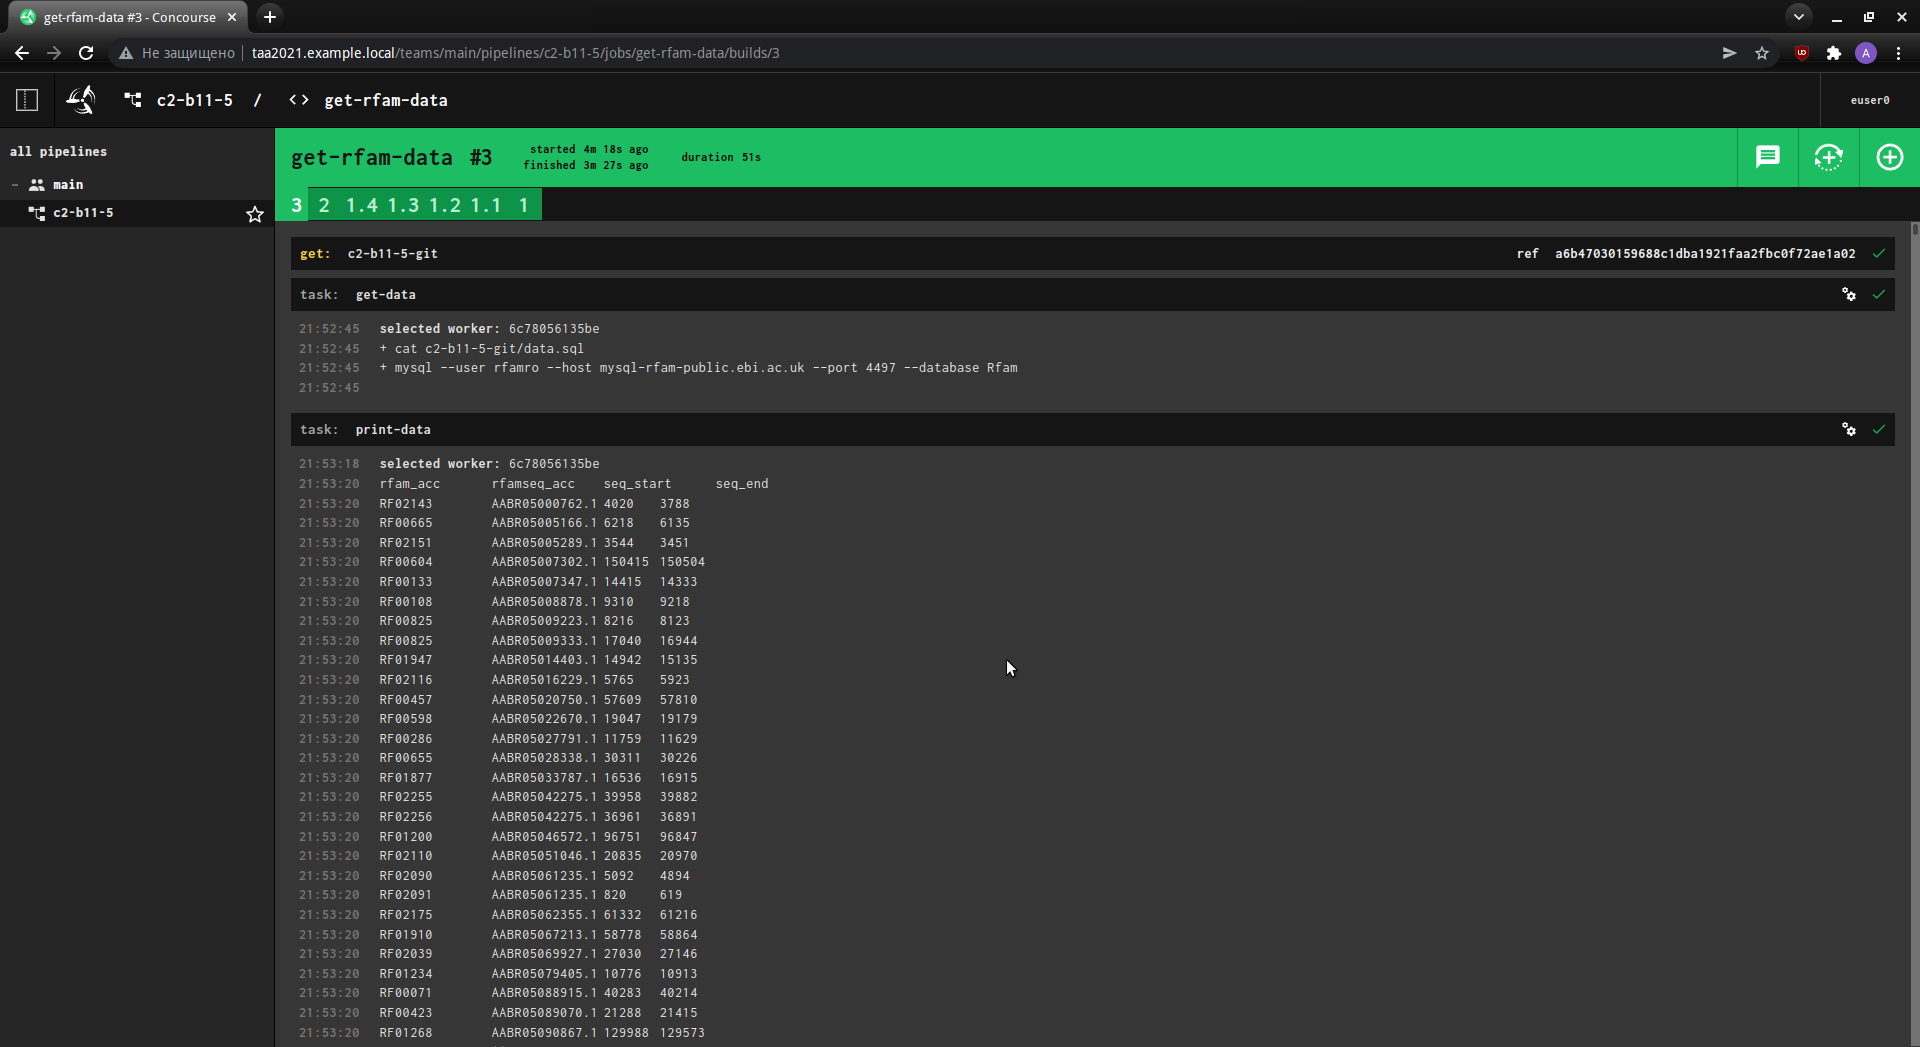 get-rfam-data #3 - Concourse
Не защищено taa2021.example.local/teams/main/pipelines/c2-b11-5/jobs/get-rfam-data/builds/3
A
c2-b11-5 / get-rfam-data
euser0
all pipelines
main
c2-b11-5
get-rfam-data #3
started 4m 18s ago
finished 3m 27s ago
duration 51s
3 2 1.4 1.3 1.2 1.1 1
get: c2-b11-5-git ref a6b47030159688c1dba1921faa2fbc0f72ae1a02
task: get-data
21:52:45 selected worker: 6c78056135be
21:52:45 + cat c2-b11-5-git/data.sql
21:52:45 + mysql --user rfamro --host mysql-rfam-public.ebi.ac.uk --port 4497 --database Rfam
21:52:45
task: print-data
21:53:18 selected worker: 6c78056135be
21:53:20 rfam_acc rfamseq_acc seq_start seq_end
21:53:20 RF02143 AABR05000762.1 4020 3788
21:53:20 RF00665 AABR05005166.1 6218 6135
21:53:20 RF02151 AABR05005289.1 3544 3451
21:53:20 RF00604 AABR05007302.1 150415 150504
21:53:20 RF00133 AABR05007347.1 14415 14333
21:53:20 RF00108 AABR05008878.1 9310 9218
21:53:20 RF00825 AABR05009223.1 8216 8123
21:53:20 RF00825 AABR05009333.1 17040 16944
21:53:20 RF01947 AABR05014403.1 14942 15135
21:53:20 RF02116 AABR05016229.1 5765 5923
21:53:20 RF00457 AABR05020750.1 57609 57810
21:53:20 RF00598 AABR05022670.1 19047 19179
21:53:20 RF00286 AABR05027791.1 11759 11629
21:53:20 RF00655 AABR05028338.1 30311 30226
21:53:20 RF01877 AABR05033787.1 16536 16915
21:53:20 RF02255 AABR05042275.1 39958 39882
21:53:20 RF02256 AABR05042275.1 36961 36891
21:53:20 RF01200 AABR05046572.1 96751 96847
21:53:20 RF02110 AABR05051046.1 20835 20970
21:53:20 RF02090 AABR05061235.1 5092 4894
21:53:20 RF02091 AABR05061235.1 820 619
21:53:20 RF02175 AABR05062355.1 61332 61216
21:53:20 RF01910 AABR05067213.1 58778 58864
21:53:20 RF02039 AABR05069927.1 27030 27146
21:53:20 RF01234 AABR05079405.1 10776 10913
21:53:20 RF00071 AABR05088915.1 40283 40214
21:53:20 RF00423 AABR05089070.1 21288 21415
21:53:20 RF01268 AABR05090867.1 129988 129573